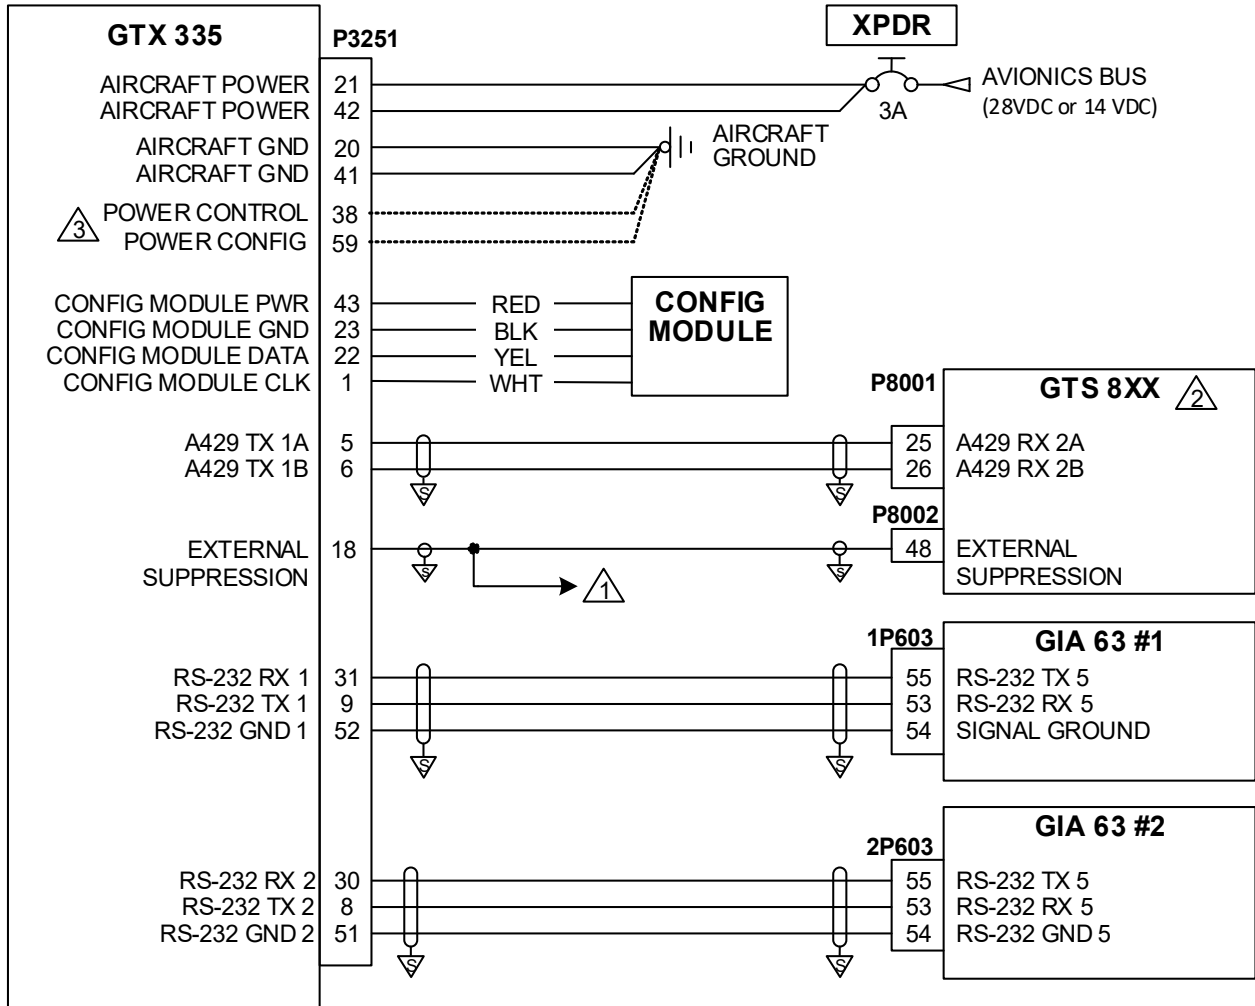 GTX 335
P3251
XPDR
AIRCRAFT POWER 21
AIRCRAFT POWER 42
3A
AVIONICS BUS
(28VDC or 14 VDC)
AIRCRAFT GND 20
AIRCRAFT GND 41
AIRCRAFT
GROUND
3
POWER CONTROL 38
POWER CONFIG 59
CONFIG MODULE PWR 43 RED
CONFIG MODULE GND 23 BLK
CONFIG MODULE DATA 22 YEL
CONFIG MODULE CLK 1 WHT
CONFIG
MODULE
P8001
GTS 8XX 2
A429 TX 1A 5 25 A429 RX 2A
A429 TX 1B 6 26 A429 RX 2B
S S
P8002
EXTERNAL 18 48 EXTERNAL
SUPPRESSION S S SUPPRESSION
1
1P603
GIA 63 #1
RS-232 RX 1 31 55 RS-232 TX 5
RS-232 TX 1 9 53 RS-232 RX 5
RS-232 GND 1 52 54 SIGNAL GROUND
S S
2P603
GIA 63 #2
RS-232 RX 2 30 55 RS-232 TX 5
RS-232 TX 2 8 53 RS-232 RX 5
RS-232 GND 2 51 54 RS-232 GND 5
S S